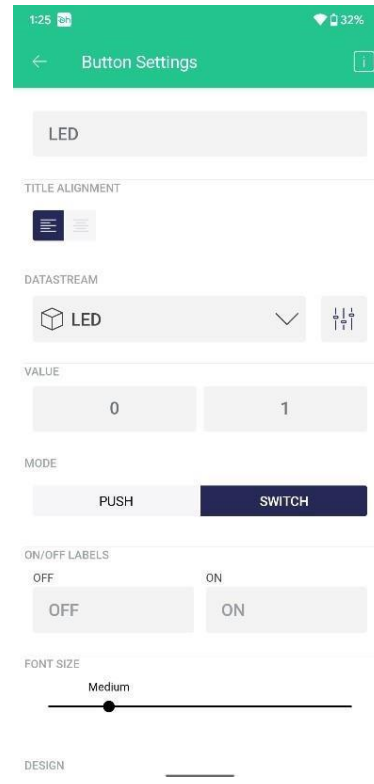 1:25 32%
Button Settings
LED
TITLE ALIGNMENT
DATASTREAM
LED
VALUE
0 1
MODE
PUSH SWITCH
ON/OFF LABELS
OFF ON
OFF ON
FONT SIZE
Medium
DESIGN